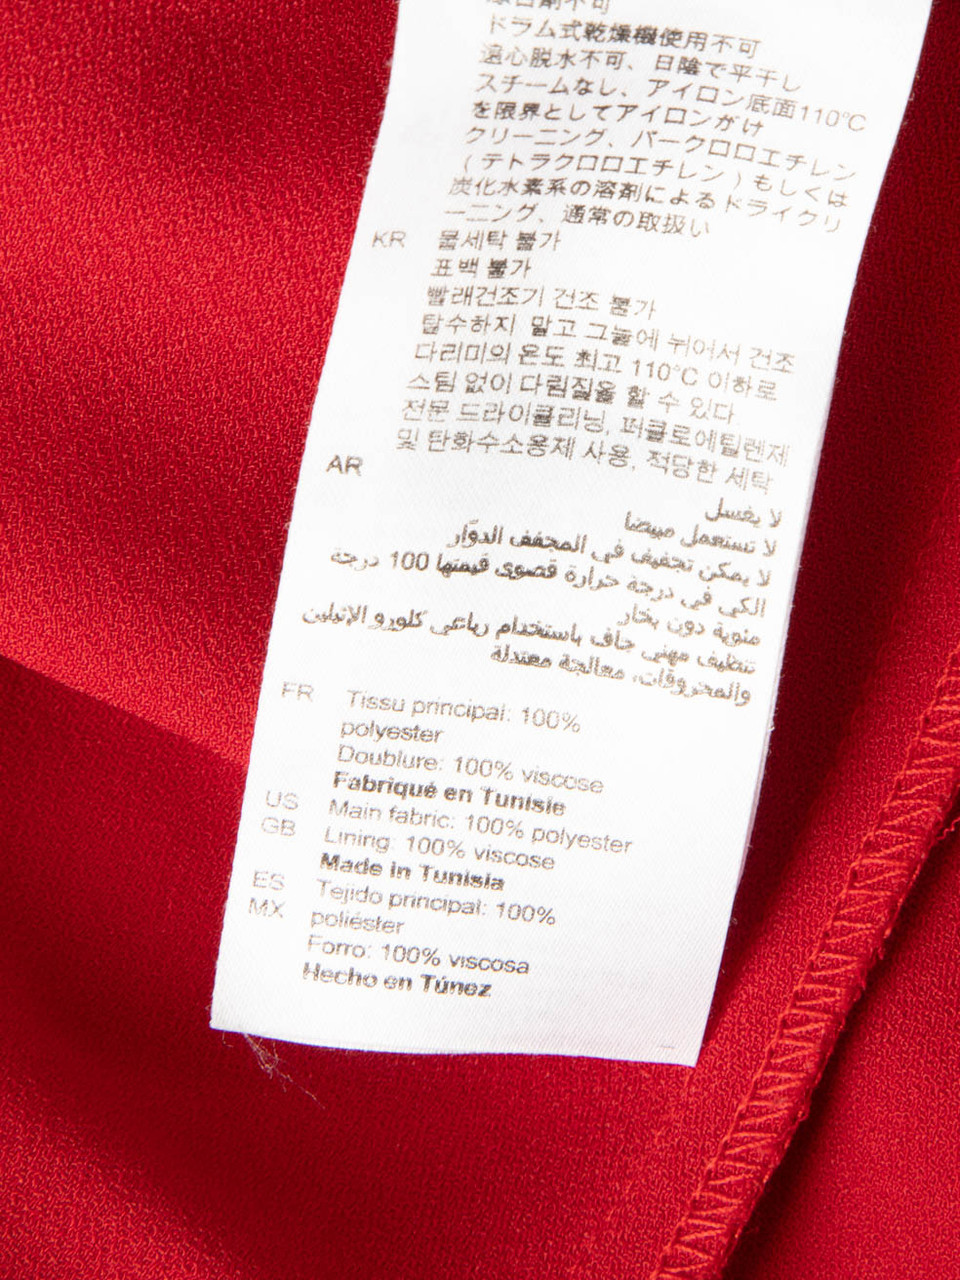 ドラム式乾燥機使用不可
遠心脱水不可、日陰で平干し
スチームなし、アイロン底面110℃
を限界としてアイロンがけ
クリーニング、パークロロエチレン
(テトラクロロエチレン)もしくは
炭化水素系の溶剤によるドライクリ
ーニング、通常の取扱い
KR 물세탁 불가
표백 불가
빨래건조기 건조 불가
탈수하지 말고 그늘에 뉘어서 건조
다리미의 온도 최고 110℃ 이하로
스팀 없이 다림질을 할 수 있다.
전문 드라이클리닝, 퍼클로에틸렌제
및 탄화수소용제 사용, 적당한 세탁
AR
لا يغسل
لا تستعمل مبيضا
لا يمكن تجفيف في المجفف الدوّار
الكي في درجة حرارة قصوى قيمتها 100 درجة
مئوية دون بخار
تنظيف مهني جاف باستخدام رباعي كلورو الإثيلين
والمحروقات، معالجة معتدلة
FR Tissu principal: 100%
polyester
Doublure: 100% viscose
Fabriqué en Tunisie
US Main fabric: 100% polyester
GB Lining: 100% viscose
Made in Tunisia
ES Tejido principal: 100%
MX poliéster
Forro: 100% viscosa
Hecho en Túnez